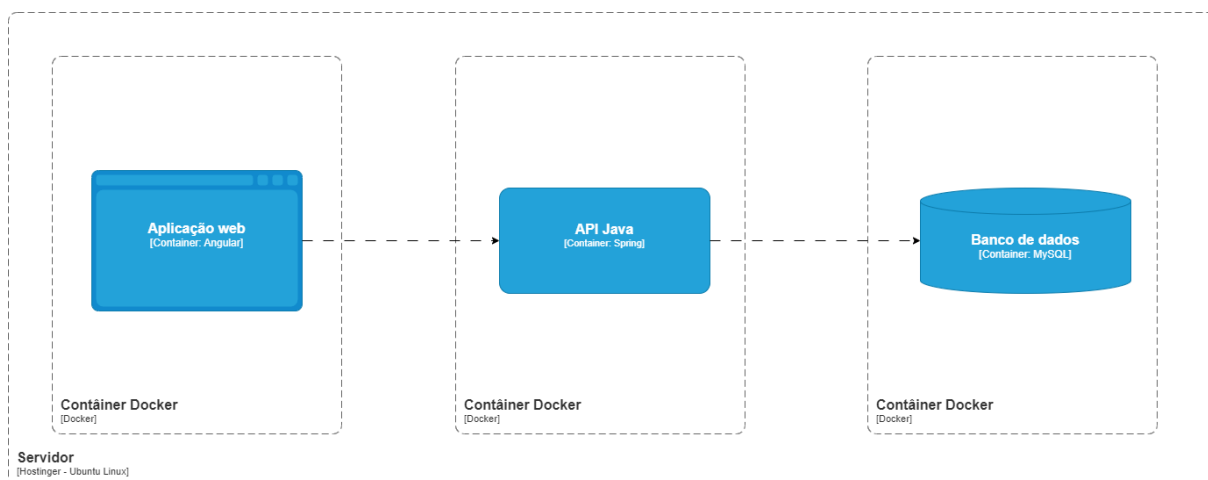 Aplicação web
[Container: Angular]
API Java
[Container: Spring]
Banco de dados
[Container: MySQL]
Contâiner Docker
[Docker]
Contâiner Docker
[Docker]
Contâiner Docker
[Docker]
Servidor
[Hostinger - Ubuntu Linux]